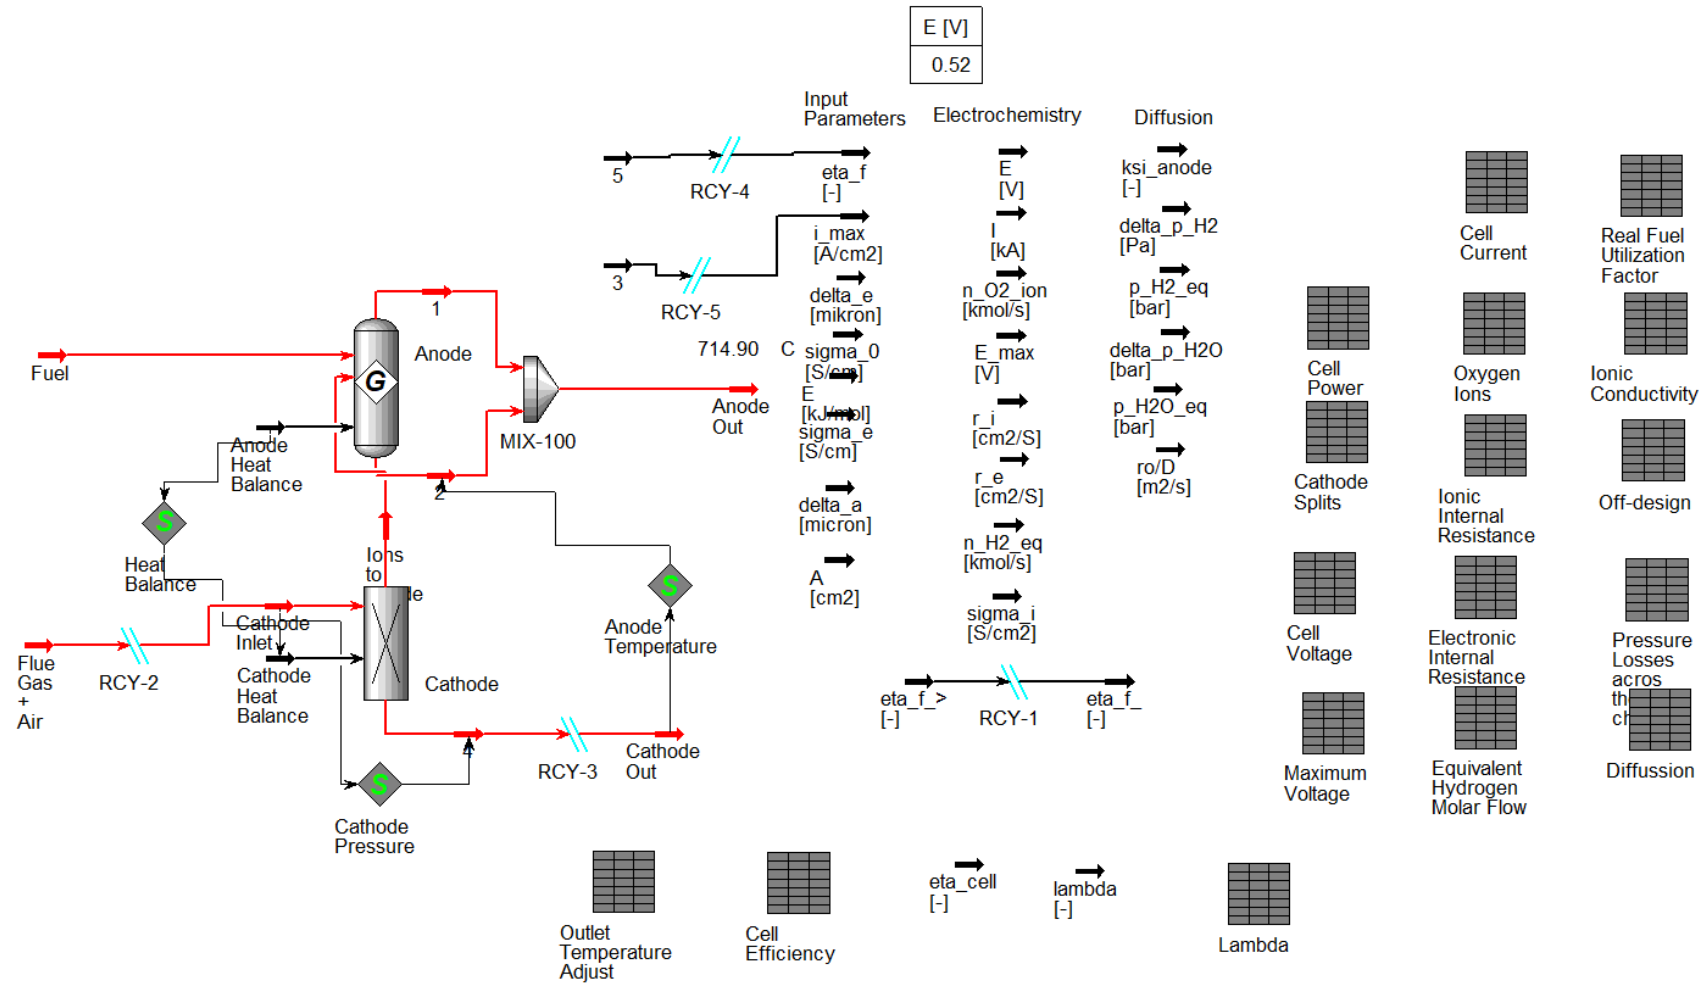 E [V]
0.52
Input
Parameters
Electrochemistry
Diffusion
5
RCY-4
eta_f
[-]
E
[V]
ksi_anode
[-]
3
RCY-5
i_max
[A/cm2]
I
[kA]
delta_p_H2
[Pa]
Cell
Current
Real Fuel
Utilization
Factor
delta_e
[mikron]
n_O2_ion
[kmol/s]
p_H2_eq
[bar]
1
Anode
G
Fuel
714.90 C
sigma_0
[S/cm]
E_max
[V]
delta_p_H2O
[bar]
Cell
Power
Oxygen
Ions
Ionic
Conductivity
Anode
Out
MIX-100
E
[kJ/mol]
sigma_e
[S/cm]
r_i
[cm2/S]
p_H2O_eq
[bar]
Anode
Heat
Balance
2
r_e
[cm2/S]
ro/D
[m2/s]
Cathode
Splits
Ionic
Internal
Resistance
Off-design
delta_a
[micron]
S
Heat
Balance
n_H2_eq
[kmol/s]
Ions
to
A
[cm2]
S
Anode
Temperature
sigma_i
[S/cm2]
Cathode
Inlet
Cell
Voltage
Electronic
Internal
Resistance
Pressure
Losses
acros
Flue
Gas
+
Air
RCY-2
Cathode
Heat
Balance
Cathode
eta_f_>
[-]
RCY-1
eta_f_
[-]
4
RCY-3
Cathode
Out
S
Cathode
Pressure
Maximum
Voltage
Equivalent
Hydrogen
Molar Flow
Diffussion
Outlet
Temperature
Adjust
Cell
Efficiency
eta_cell
[-]
lambda
[-]
Lambda